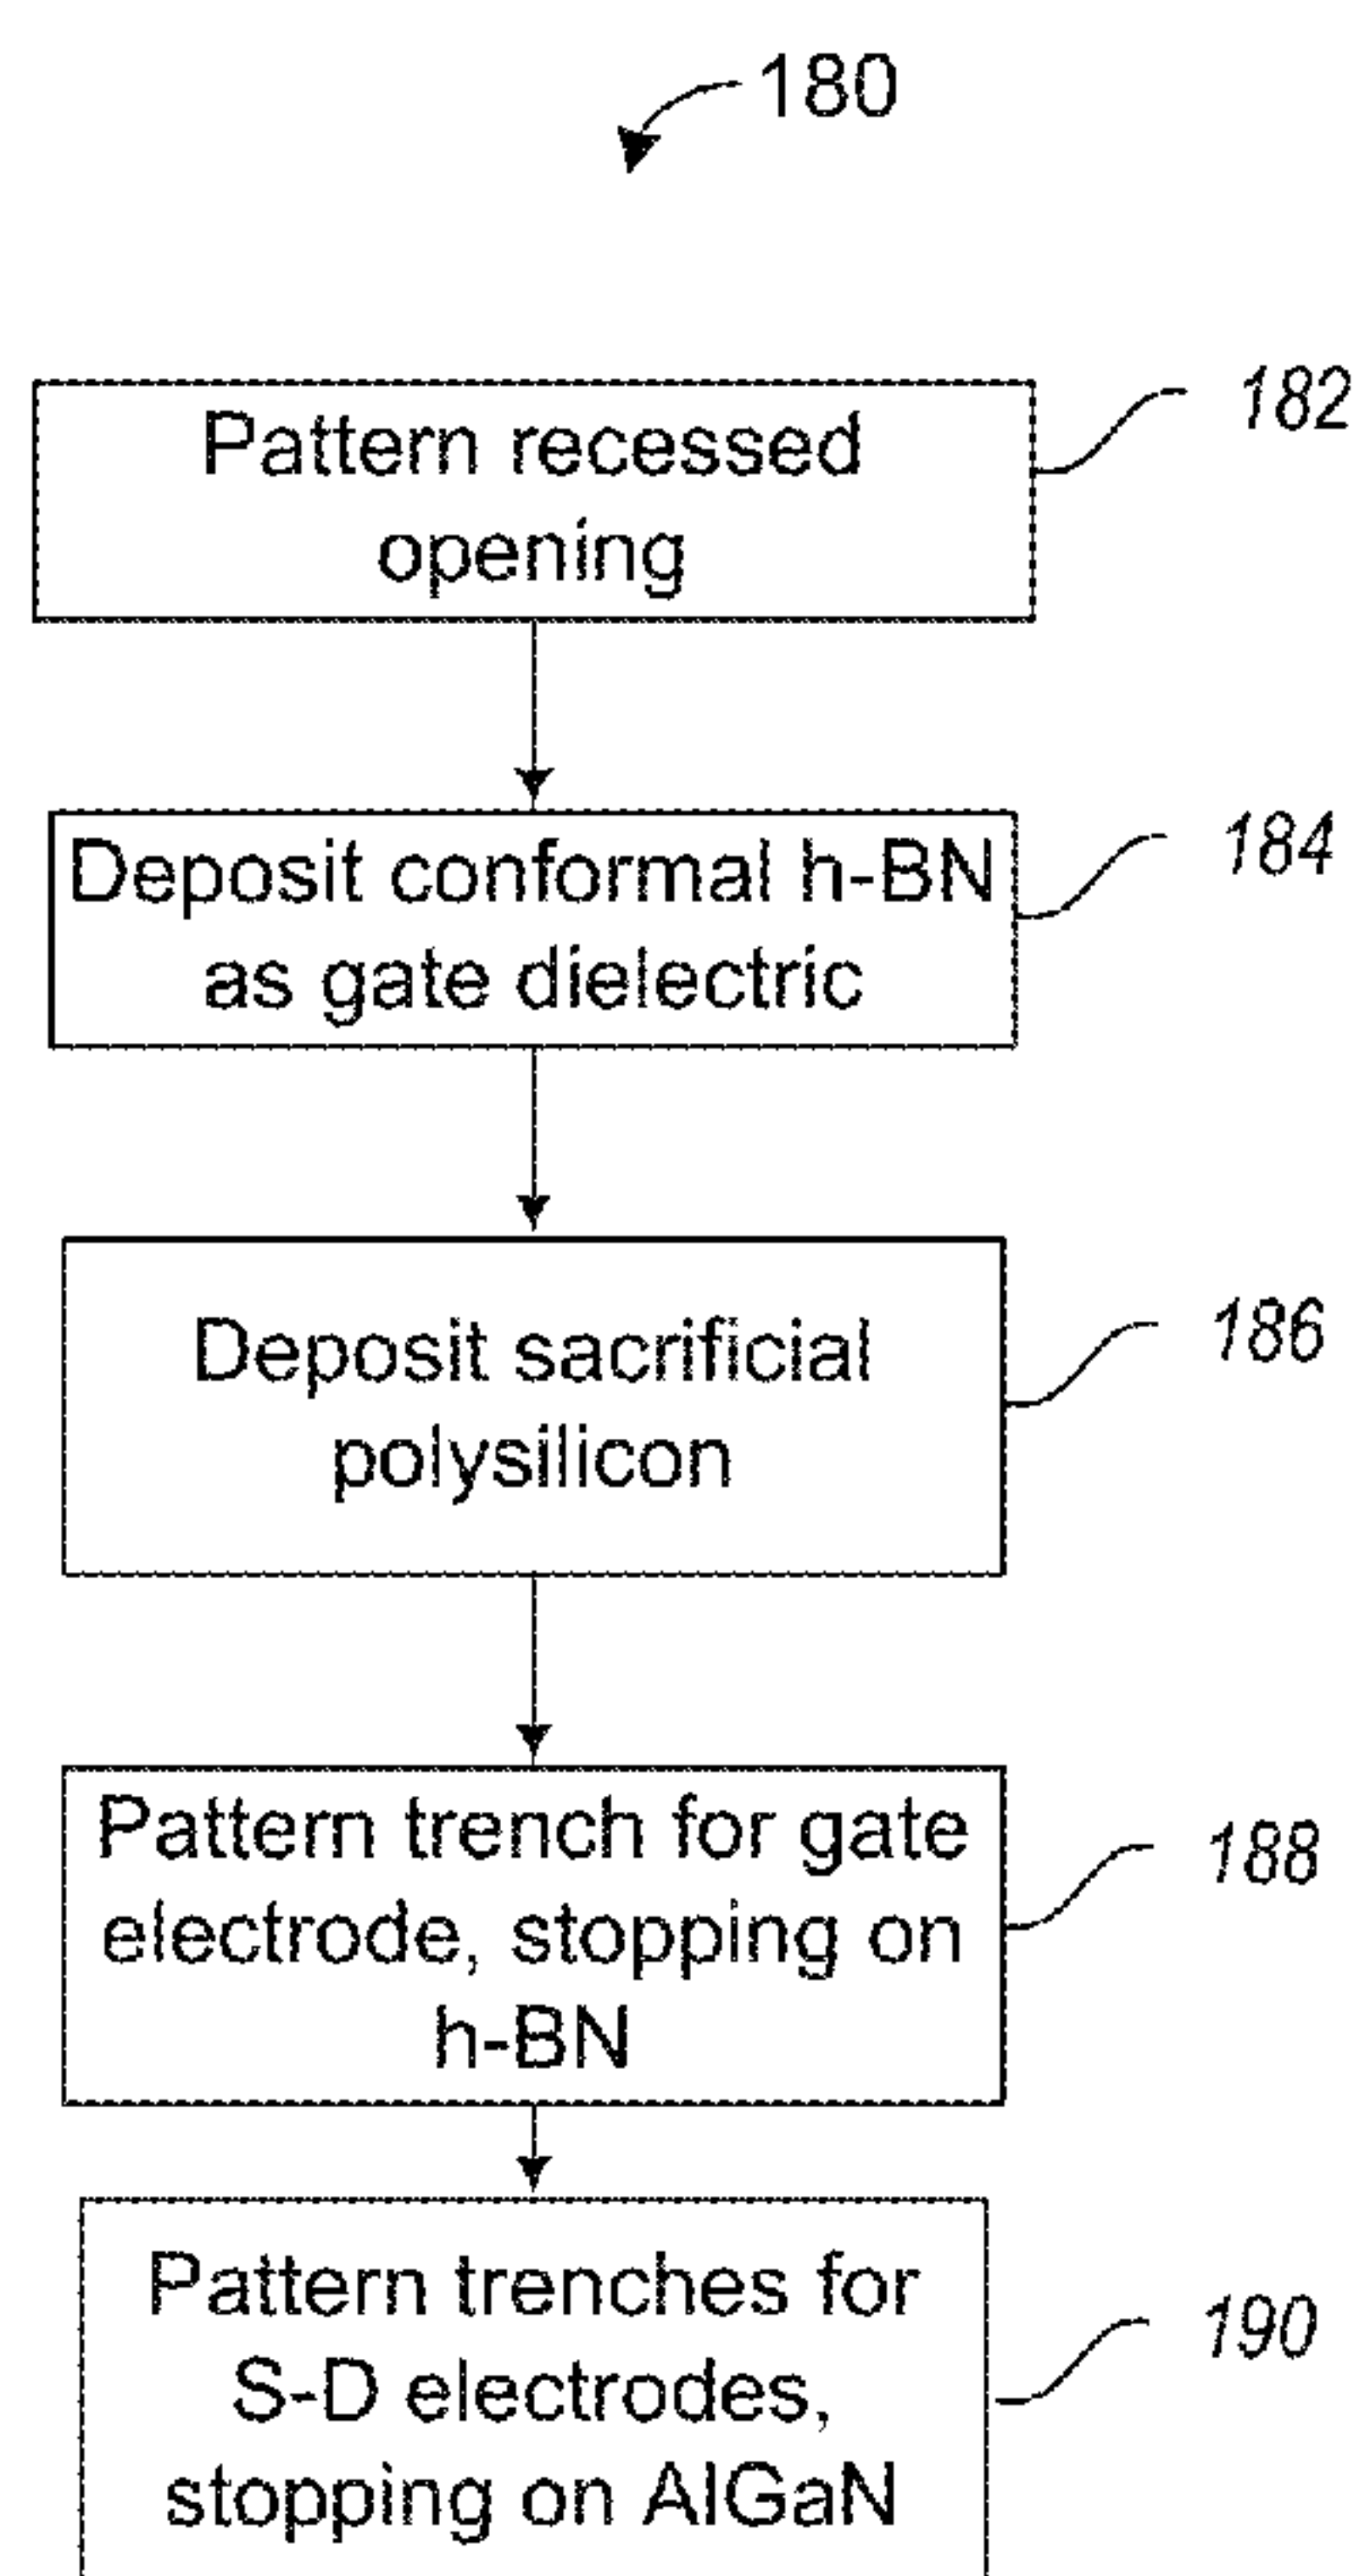 180
Pattern recessed
opening
182
Deposit conformal h-BN
as gate dielectric
184
Deposit sacrificial
polysilicon
186
Pattern trench for gate
electrode, stopping on
h-BN
188
Pattern trenches for
S-D electrodes,
stopping on AlGaN
190